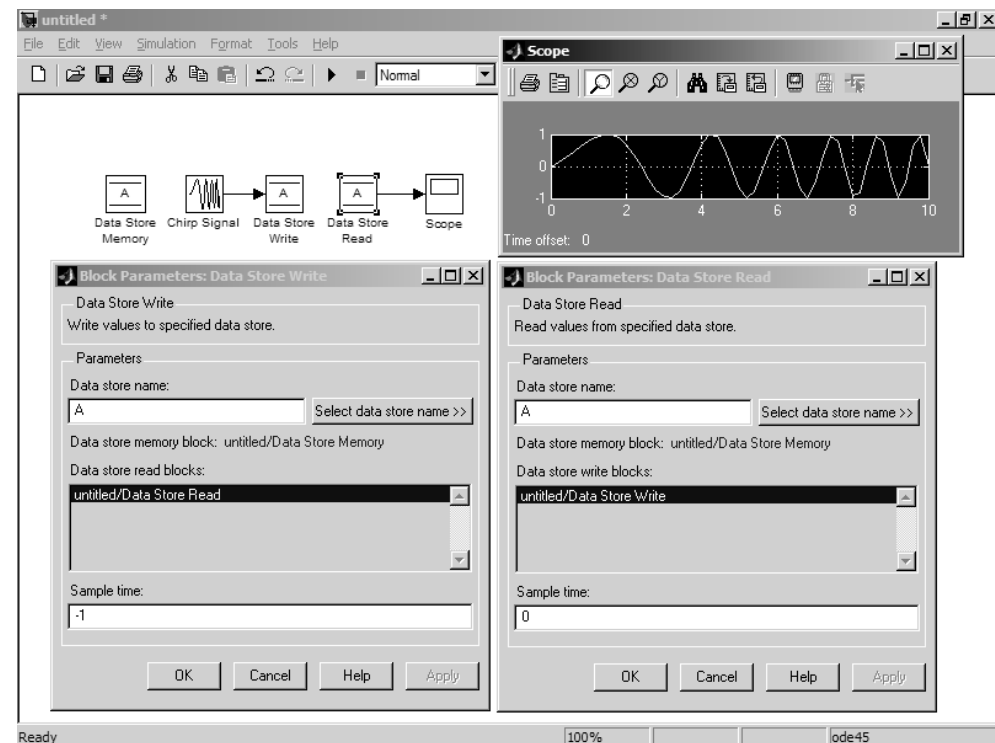 untitled *
File Edit View Simulation Format Tools Help
Normal
Scope
1
0
-1
0 2 4 6 8 10
Time offset: 0
A A A
Data Store Memory
Chirp Signal
Data Store Write
Data Store Read
Scope
Block Parameters: Data Store Write
Data Store Write
Write values to specified data store.
Parameters
Data store name:
A Select data store name >>
Data store memory block: untitled/Data Store Memory
Data store read blocks:
untitled/Data Store Read
Sample time:
-1
OK Cancel Help Apply
Block Parameters: Data Store Read
Data Store Read
Read values from specified data store.
Parameters
Data store name:
A Select data store name >>
Data store memory block: untitled/Data Store Memory
Data store write blocks:
untitled/Data Store Write
Sample time:
0
OK Cancel Help Apply
Ready 100% ode45